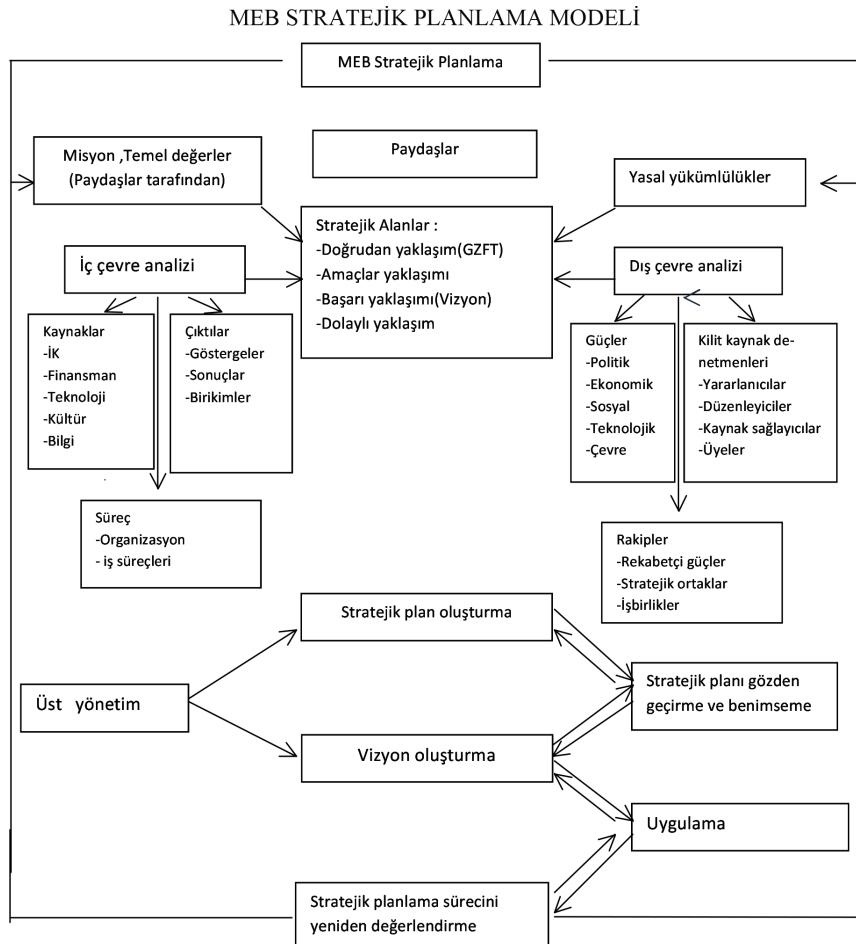 MEB STRATEJİK PLANLAMA MODELİ
MEB Stratejik Planlama
Misyon ,Temel değerler
(Paydaşlar tarafından)
Paydaşlar
Yasal yükümlülükler
Stratejik Alanlar :
-Doğrudan yaklaşım(GZFT)
-Amaçlar yaklaşımı
-Başarı yaklaşımı(Vizyon)
-Dolaylı yaklaşım
İç çevre analizi
Dış çevre analizi
Kaynaklar
-İK
-Finansman
-Teknoloji
-Kültür
-Bilgi
Çıktılar
-Göstergeler
-Sonuçlar
-Birikimler
Güçler
-Politik
-Ekonomik
-Sosyal
-Teknolojik
-Çevre
Kilit kaynak de-
netmenleri
-Yararlanıcılar
-Düzenleyiciler
-Kaynak sağlayıcılar
-Üyeler
Süreç
-Organizasyon
- iş süreçleri
Rakipler
-Rekabetçi güçler
-Stratejik ortaklar
-İşbirlikler
Stratejik plan oluşturma
Üst yönetim
Stratejik planı gözden
geçirme ve benimseme
Vizyon oluşturma
Uygulama
Stratejik planlama sürecini
yeniden değerlendirme